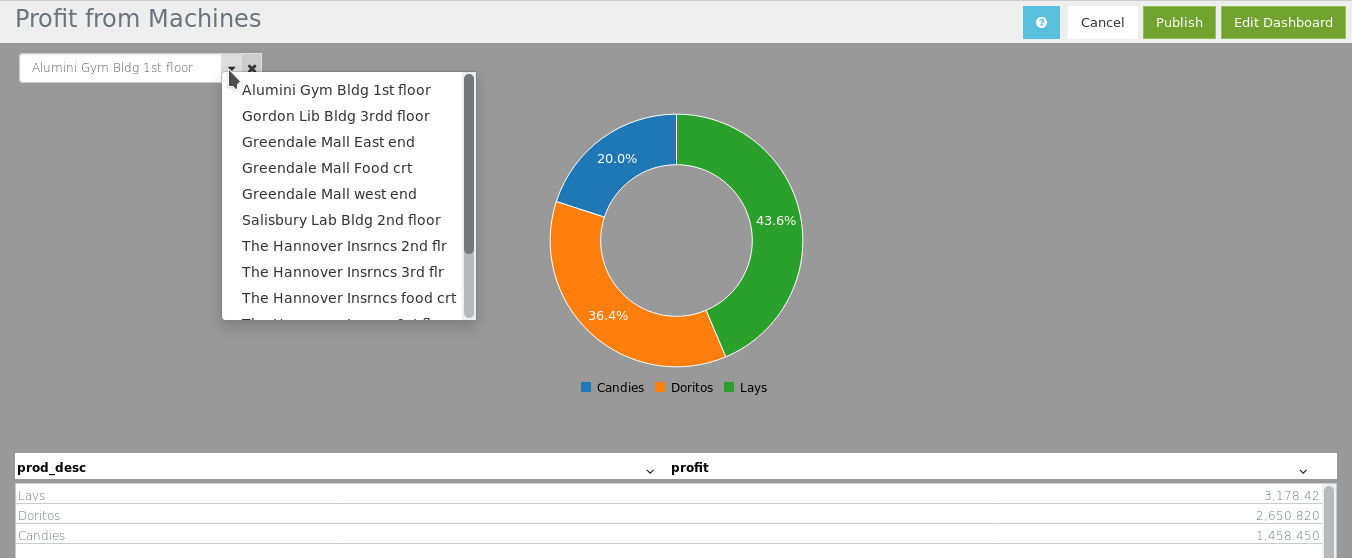 Profit from Machines
Cancel
Publish
Edit Dashboard
Alumini Gym Bldg 1st floor
Alumini Gym Bldg 1st floor
Gordon Lib Bldg 3rdd floor
Greendale Mall East end
Greendale Mall Food crt
Greendale Mall west end
Salisbury Lab Bldg 2nd floor
The Hannover Insrncs 2nd flr
The Hannover Insrncs 3rd flr
The Hannover Insrncs food crt
20.0%
43.6%
36.4%
Candies Doritos Lays
prod_desc profit
Lays 3,178.42
Doritos 2,650.820
Candies 1,458.450